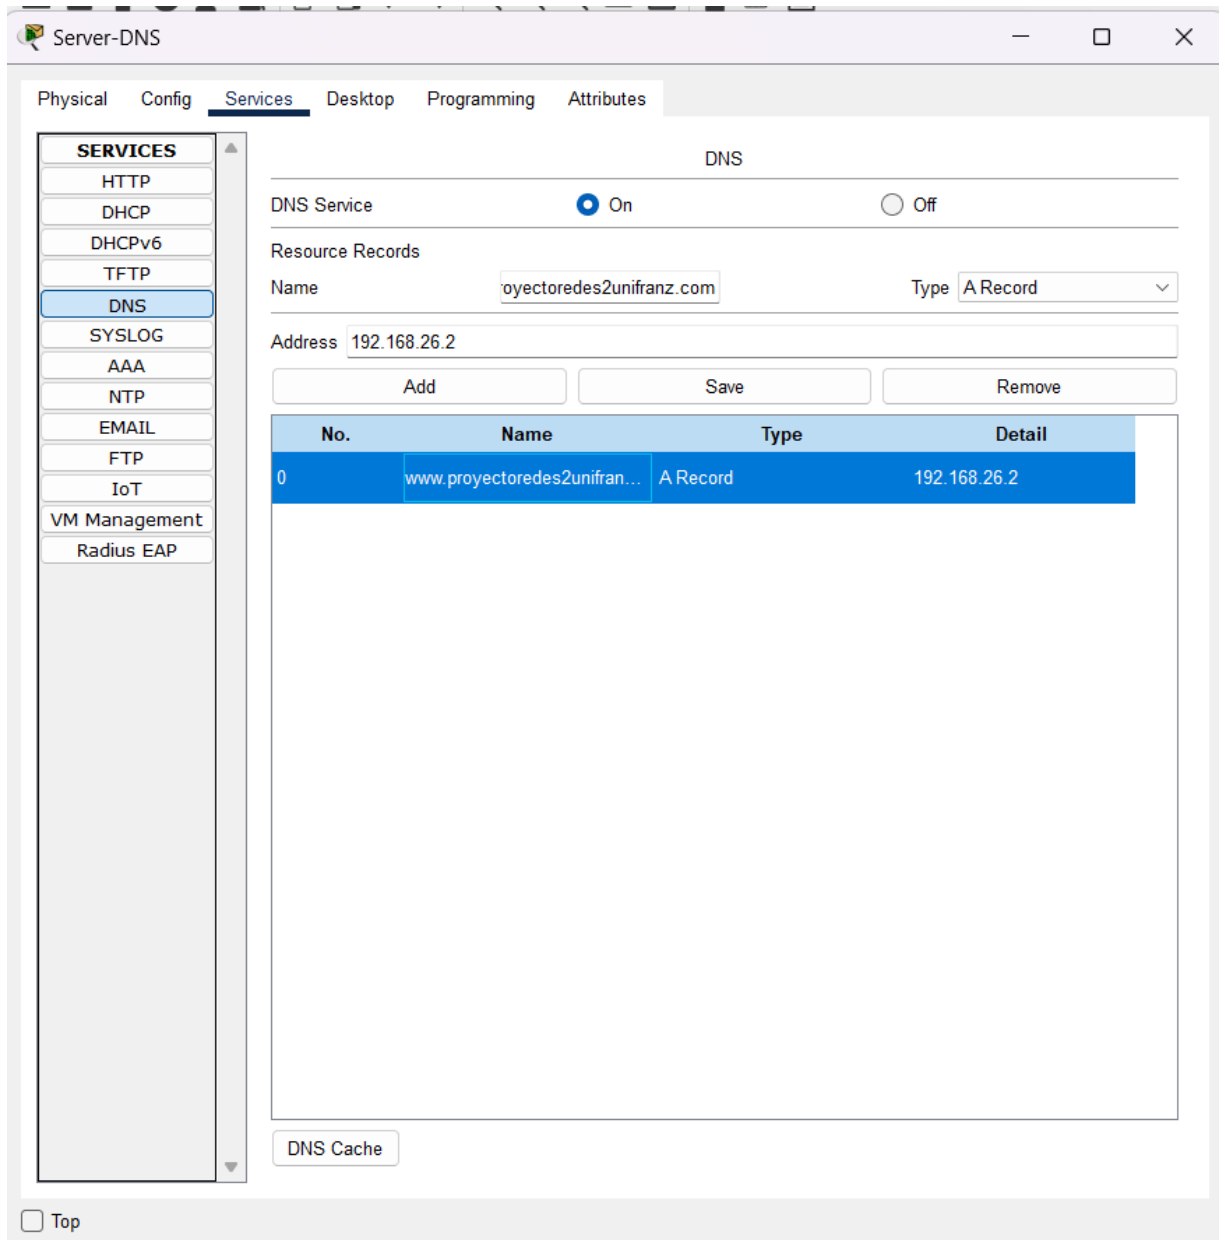 Server-DNS
Physical Config Services Desktop Programming Attributes
SERVICES
HTTP
DHCP
DHCPv6
TFTP
DNS
SYSLOG
AAA
NTP
EMAIL
FTP
IoT
VM Management
Radius EAP
DNS
DNS Service On Off
Resource Records
Name oyectoredes2unifranz.com Type A Record
Address 192.168.26.2
Add Save Remove
No. Name Type Detail
0 www.proyectoredes2unifran... A Record 192.168.26.2
DNS Cache
Top